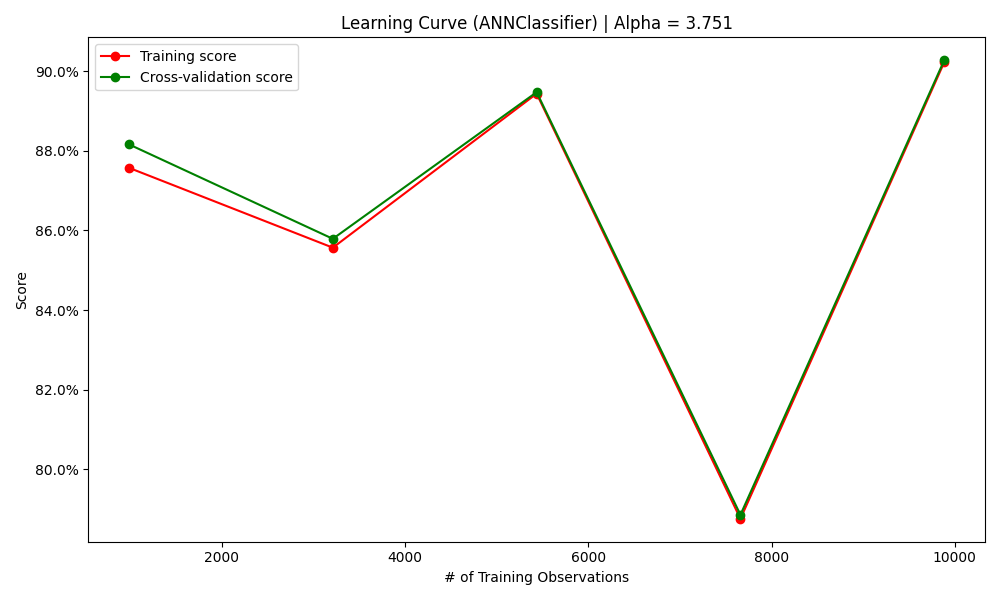 Learning Curve (ANNClassifier) | Alpha = 3.751
Training score
Cross-validation score
90.0%
88.0%
86.0%
84.0%
82.0%
80.0%
Score
2000
4000
6000
8000
10000
# of Training Observations